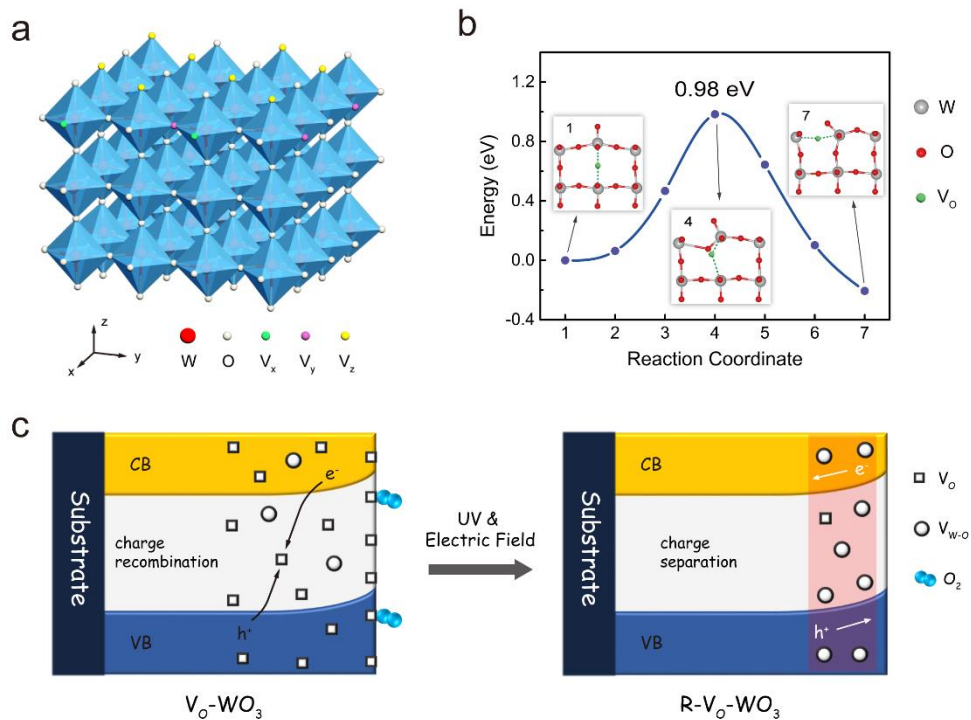 a
z
y
x
W
O
Vx
Vy
Vz
b
Energy (eV)
1.2
0.8
0.4
0.0
-0.4
0.98 eV
1
4
7
1 2 3 4 5 6 7
Reaction Coordinate
W
O
VO
c
Substrate
CB
e-
charge
recombination
h+
VB
VO-WO3
UV &
Electric Field
Substrate
CB
e-
charge
separation
h+
VB
R-VO-WO3
VO
VW-O
O2